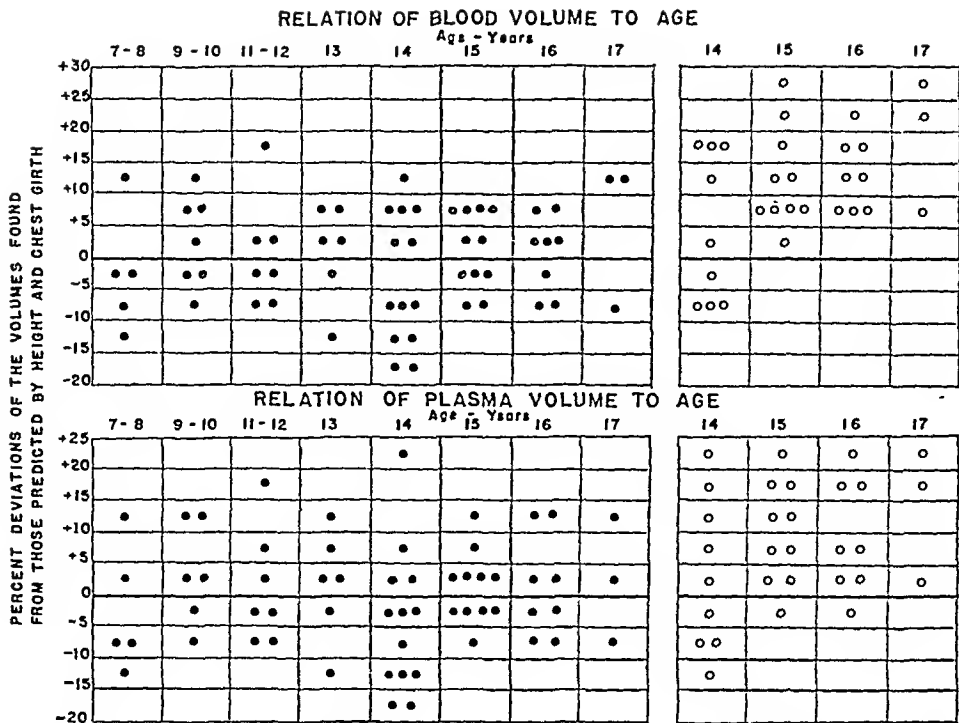 RELATION OF BLOOD VOLUME TO AGE
Age - Years
7-8 9-10 11-12 13 14 15 16 17 14 15 16 17
+30
+20
+15
+10
+5
0
-5
-10
-15
-20
PERCENT DEVIATIONS OF THE VOLUMES FOUND
FROM THOSE PREDICTED BY HEIGHT AND CHEST GIRTH
RELATION OF PLASMA VOLUME TO AGE
Age - Years
7-8 9-10 11-12 13 14 15 16 17 14 15 16 17
+25
+20
+15
+10
+5
0
-5
-10
-15
-20